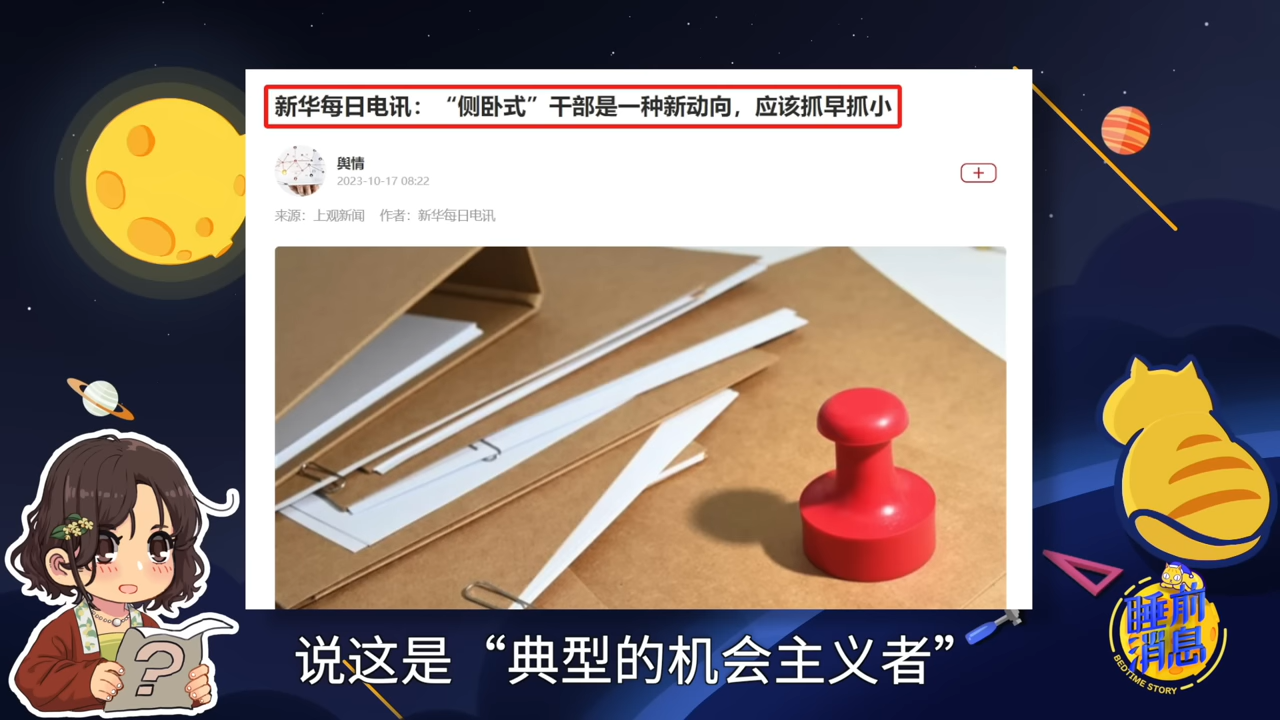 新华每日电讯：“侧卧式”干部是一种新动向，应该抓早抓小
舆情
2023-10-17 08:22
来源：上观新闻 作者：新华每日电讯
?
说这是“典型的机会主义者”
睡前
消息
BEDTIME STORY